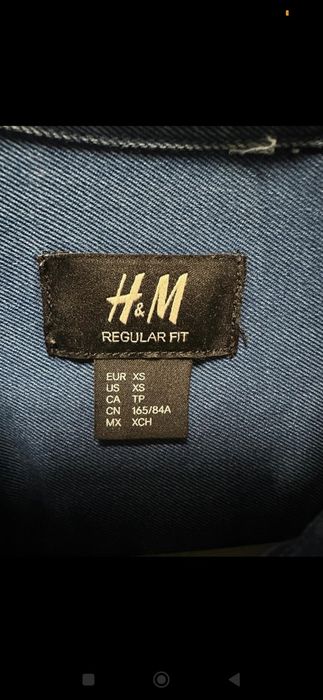 H&M
REGULAR FIT
EUR XS
US XS
CA TP
CN 165/84A
MX XCH